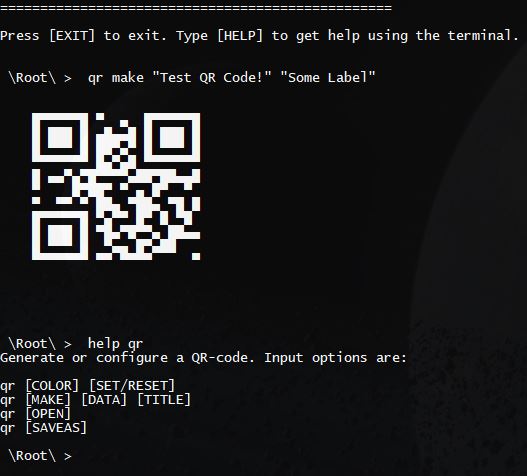 =================================================
Press [EXIT] to exit. Type [HELP] to get help using the terminal.
\Root\ >  qr make "Test QR Code!" "Some Label"
\Root\ >  help qr
Generate or configure a QR-code. Input options are:
qr [COLOR] [SET/RESET]
qr [MAKE] [DATA] [TITLE]
qr [OPEN]
qr [SAVEAS]
\Root\ >